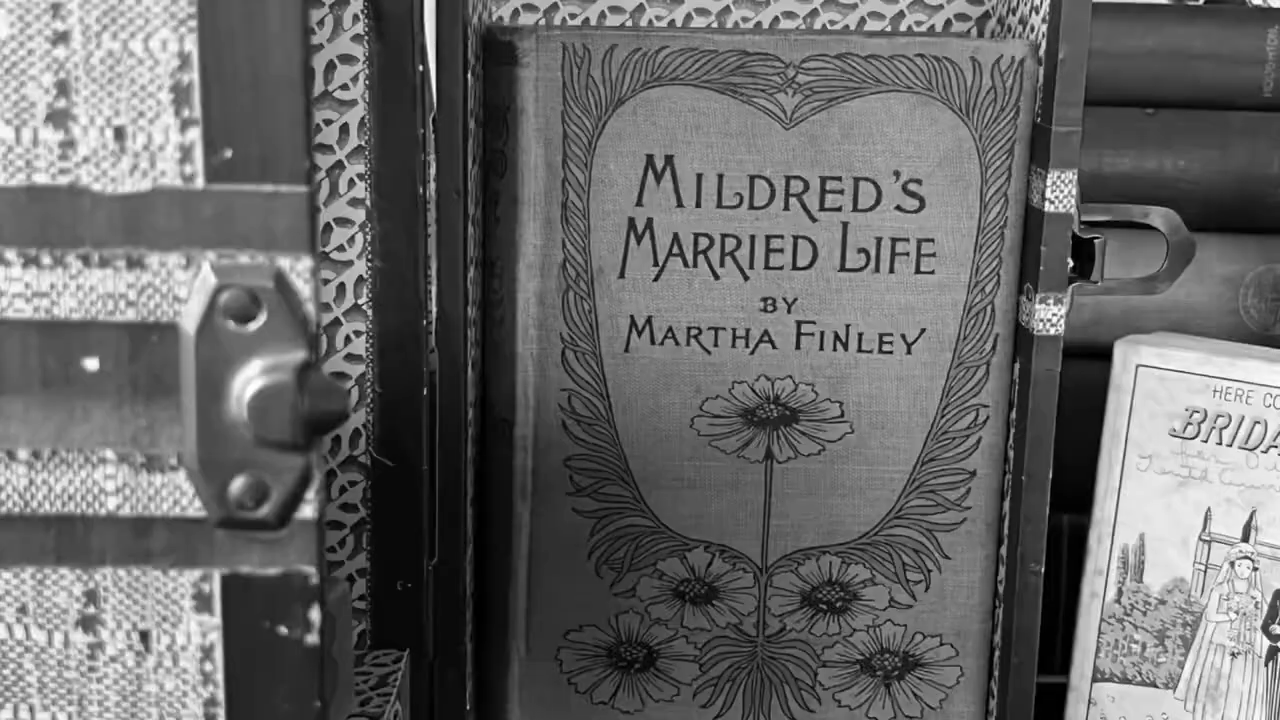 MILDRED'S
MARRIED LIFE
BY
MARTHA FINLEY
HERE CO
BRIDA